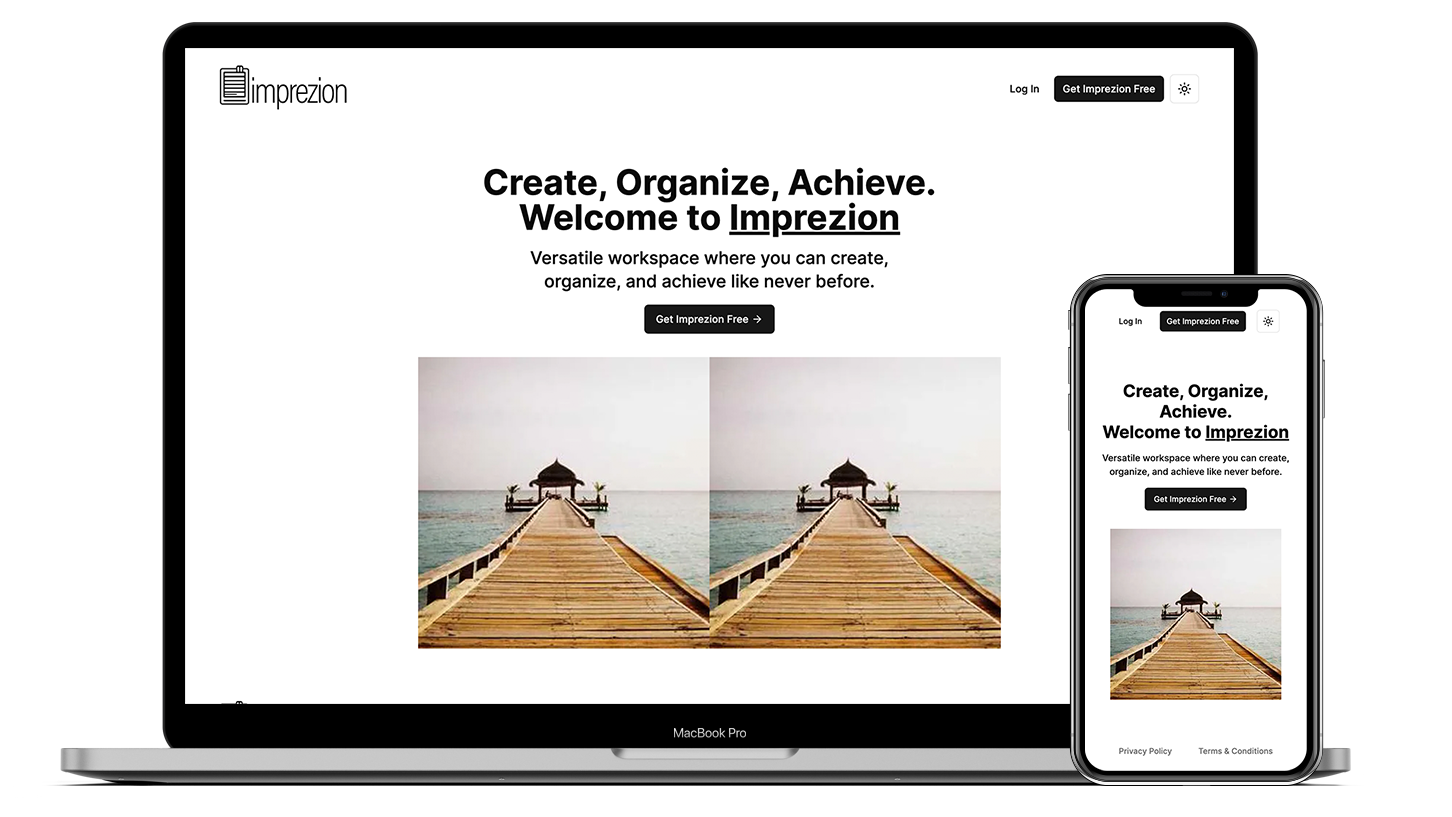 imprezion
Log In
Get Imprezion Free
Create, Organize, Achieve.
Welcome to Imprezion
Versatile workspace where you can create,
organize, and achieve like never before.
Get Imprezion Free →
MacBook Pro
Log In
Get Imprezion Free
Create, Organize,
Achieve.
Welcome to Imprezion
Versatile workspace where you can create,
organize, and achieve like never before.
Get Imprezion Free →
Privacy Policy
Terms & Conditions